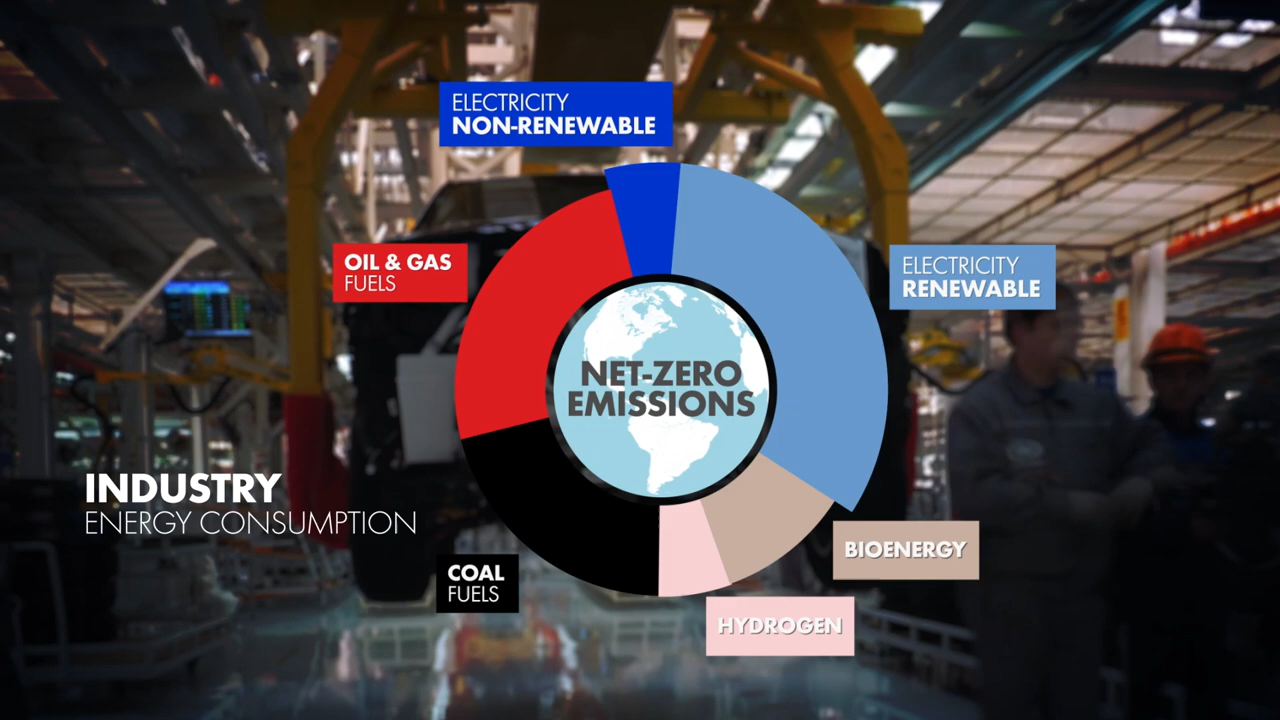 ELECTRICITY
NON-RENEWABLE
OIL & GAS
FUELS
ELECTRICITY
RENEWABLE
NET-ZERO
EMISSIONS
INDUSTRY
ENERGY CONSUMPTION
BIOENERGY
COAL
FUELS
HYDROGEN